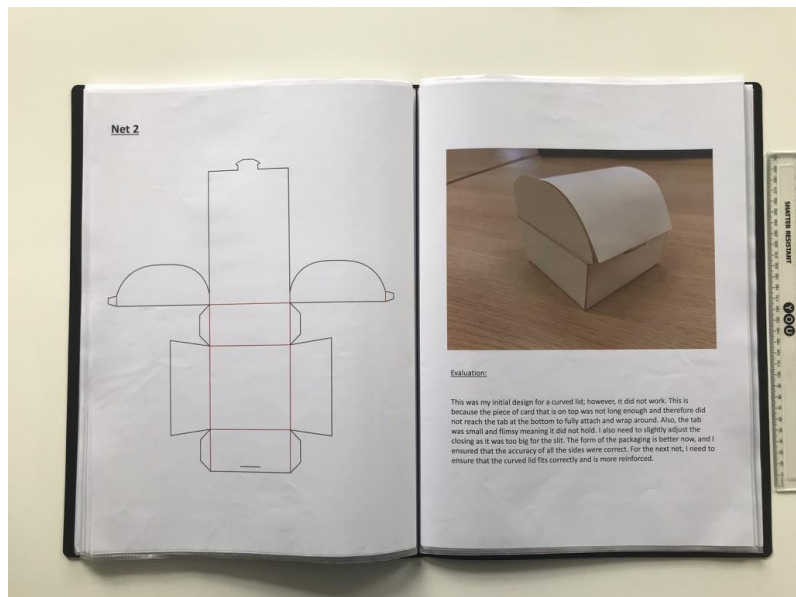 Net 2
Evaluation:
This was my initial design for a curved lid; however, it did not work. This is
because the piece of card that is on top was not long enough and therefore did
not reach the tab at the bottom to fully attach and wrap around. Also, the tab
was small and flimsy meaning it did not hold. I also need to slightly adjust the
closing as it was too big for the slit. The form of the packaging is better now, and I
ensured that the accuracy of all the sides were correct. For the next net, I need to
ensure that the curved lid fits correctly and is more reinforced.
SHATTER RESISTANT
YOU